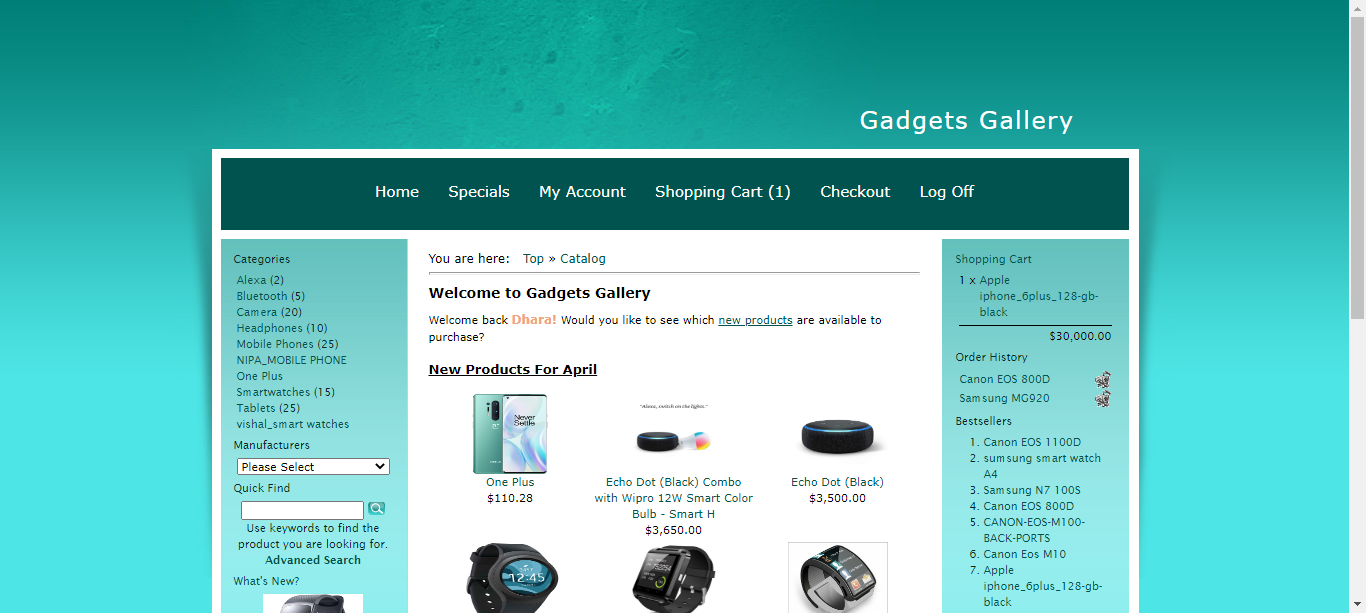 Gadgets Gallery
Home Specials My Account Shopping Cart (1) Checkout Log Off
Categories
Alexa (2)
Bluetooth (5)
Camera (20)
Headphones (10)
Mobile Phones (25)
NIPA_MOBILE PHONE
One Plus
Smartwatches (15)
Tablets (25)
vishal_smart watches
Manufacturers
Please Select
Quick Find
Use keywords to find the
product you are looking for.
Advanced Search
What's New?
You are here: Top » Catalog
Welcome to Gadgets Gallery
Welcome back Dhara! Would you like to see which new products are available to
purchase?
New Products For April
Never
Settle
One Plus
$110.28
"Alexa, switch on the lights."
Echo Dot (Black) Combo
with Wipro 12W Smart Color
Bulb - Smart H
$3,650.00
Echo Dot (Black)
$3,500.00
12:45
Shopping Cart
1 x Apple
iphone_6plus_128-gb-
black
$30,000.00
Order History
Canon EOS 800D
Samsung MG920
Bestsellers
1. Canon EOS 1100D
2. sumsung smart watch
A4
3. Samsung N7 100S
4. Canon EOS 800D
5. CANON-EOS-M100-
BACK-PORTS
6. Canon Eos M10
7. Apple
iphone_6plus_128-gb-
black